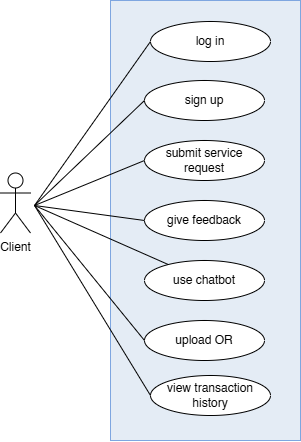 log in
sign up
submit service
request
Client
give feedback
use chatbot
upload OR
view transaction
history